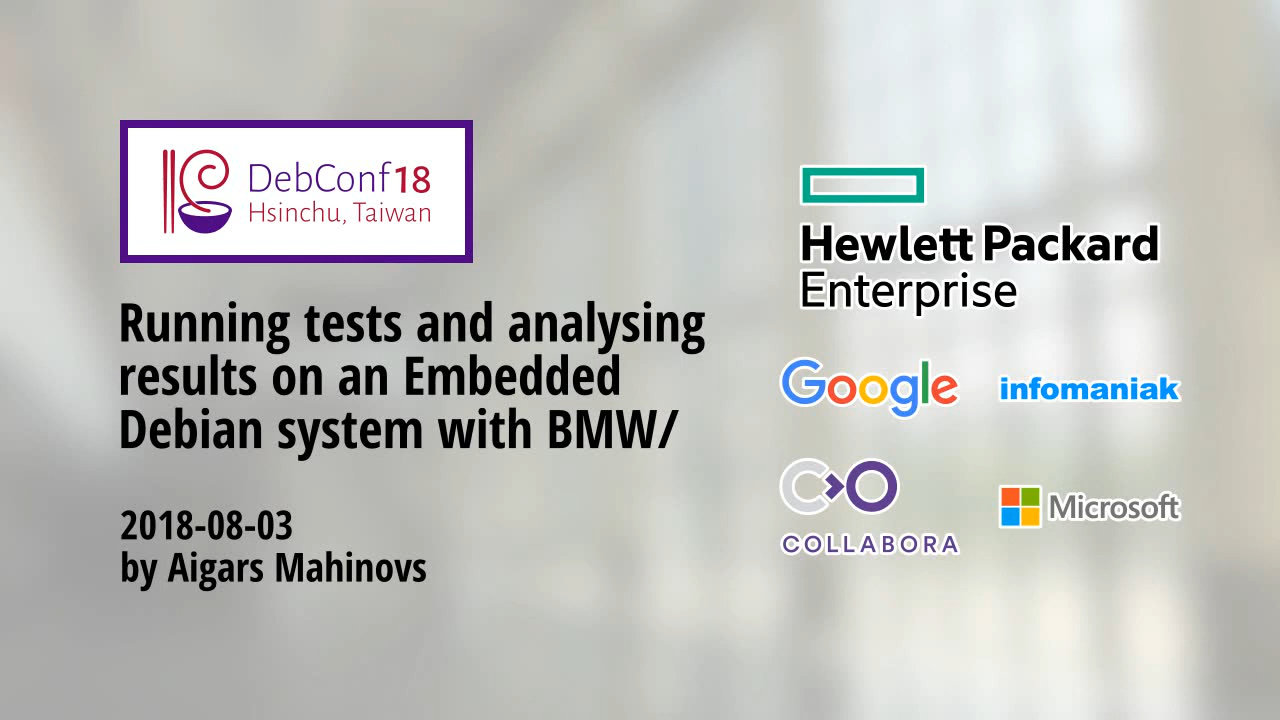 DebConf18
Hsinchu, Taiwan
Running tests and analysing
results on an Embedded
Debian system with BMW/
2018-08-03
by Aigars Mahinovs
Hewlett Packard
Enterprise
Google
infomaniak
COLLABORA
Microsoft